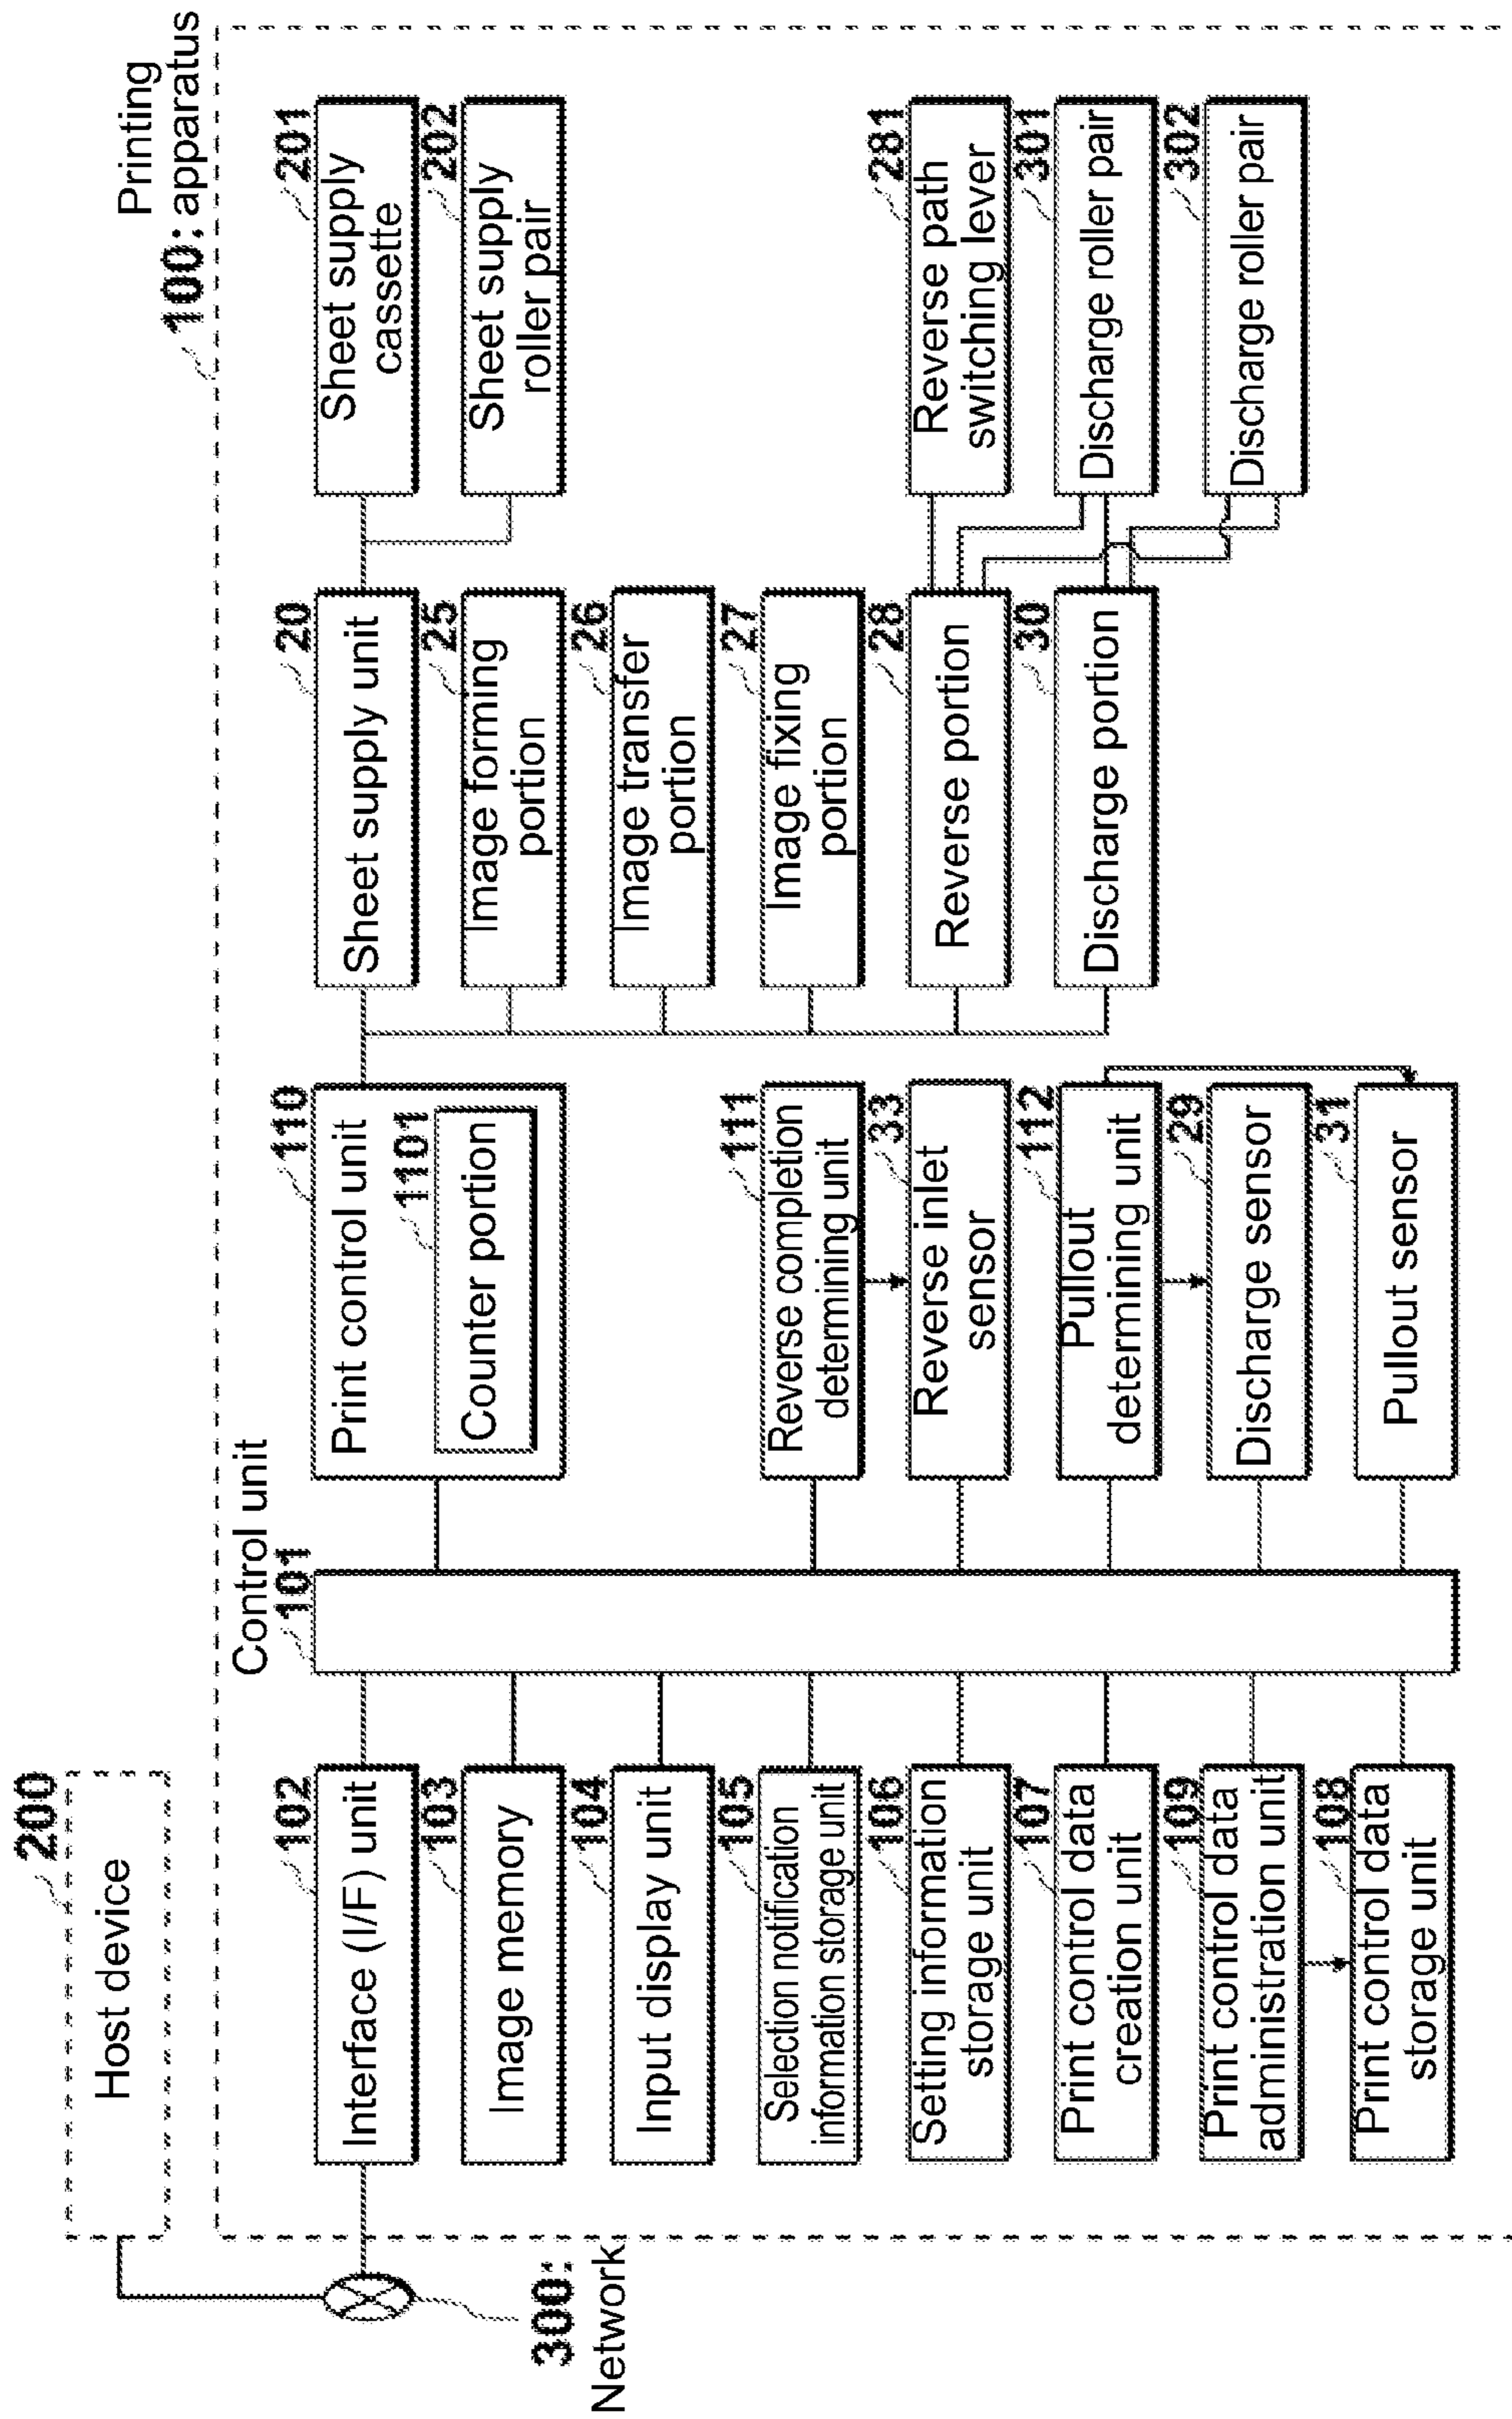 200
Host device
300:
Network
Printing
100: apparatus
Control unit
101
102
Interface (I/F) unit
103
Image memory
104
Input display unit
105
Selection notification
information storage unit
106
Setting information
storage unit
107
Print control data
creation unit
109
Print control data
administration unit
108
Print control data
storage unit
110
Print control unit
1101
Counter portion
111
Reverse completion
determining unit
33
Reverse inlet
sensor
112
Pullout
determining unit
29
Discharge sensor
31
Pullout sensor
20
Sheet supply unit
25
Image forming
portion
26
Image transfer
portion
27
Image fixing
portion
28
Reverse portion
30
Discharge portion
201
Sheet supply
cassette
202
Sheet supply
roller pair
281
Reverse path
switching lever
301
Discharge roller pair
302
Discharge roller pair